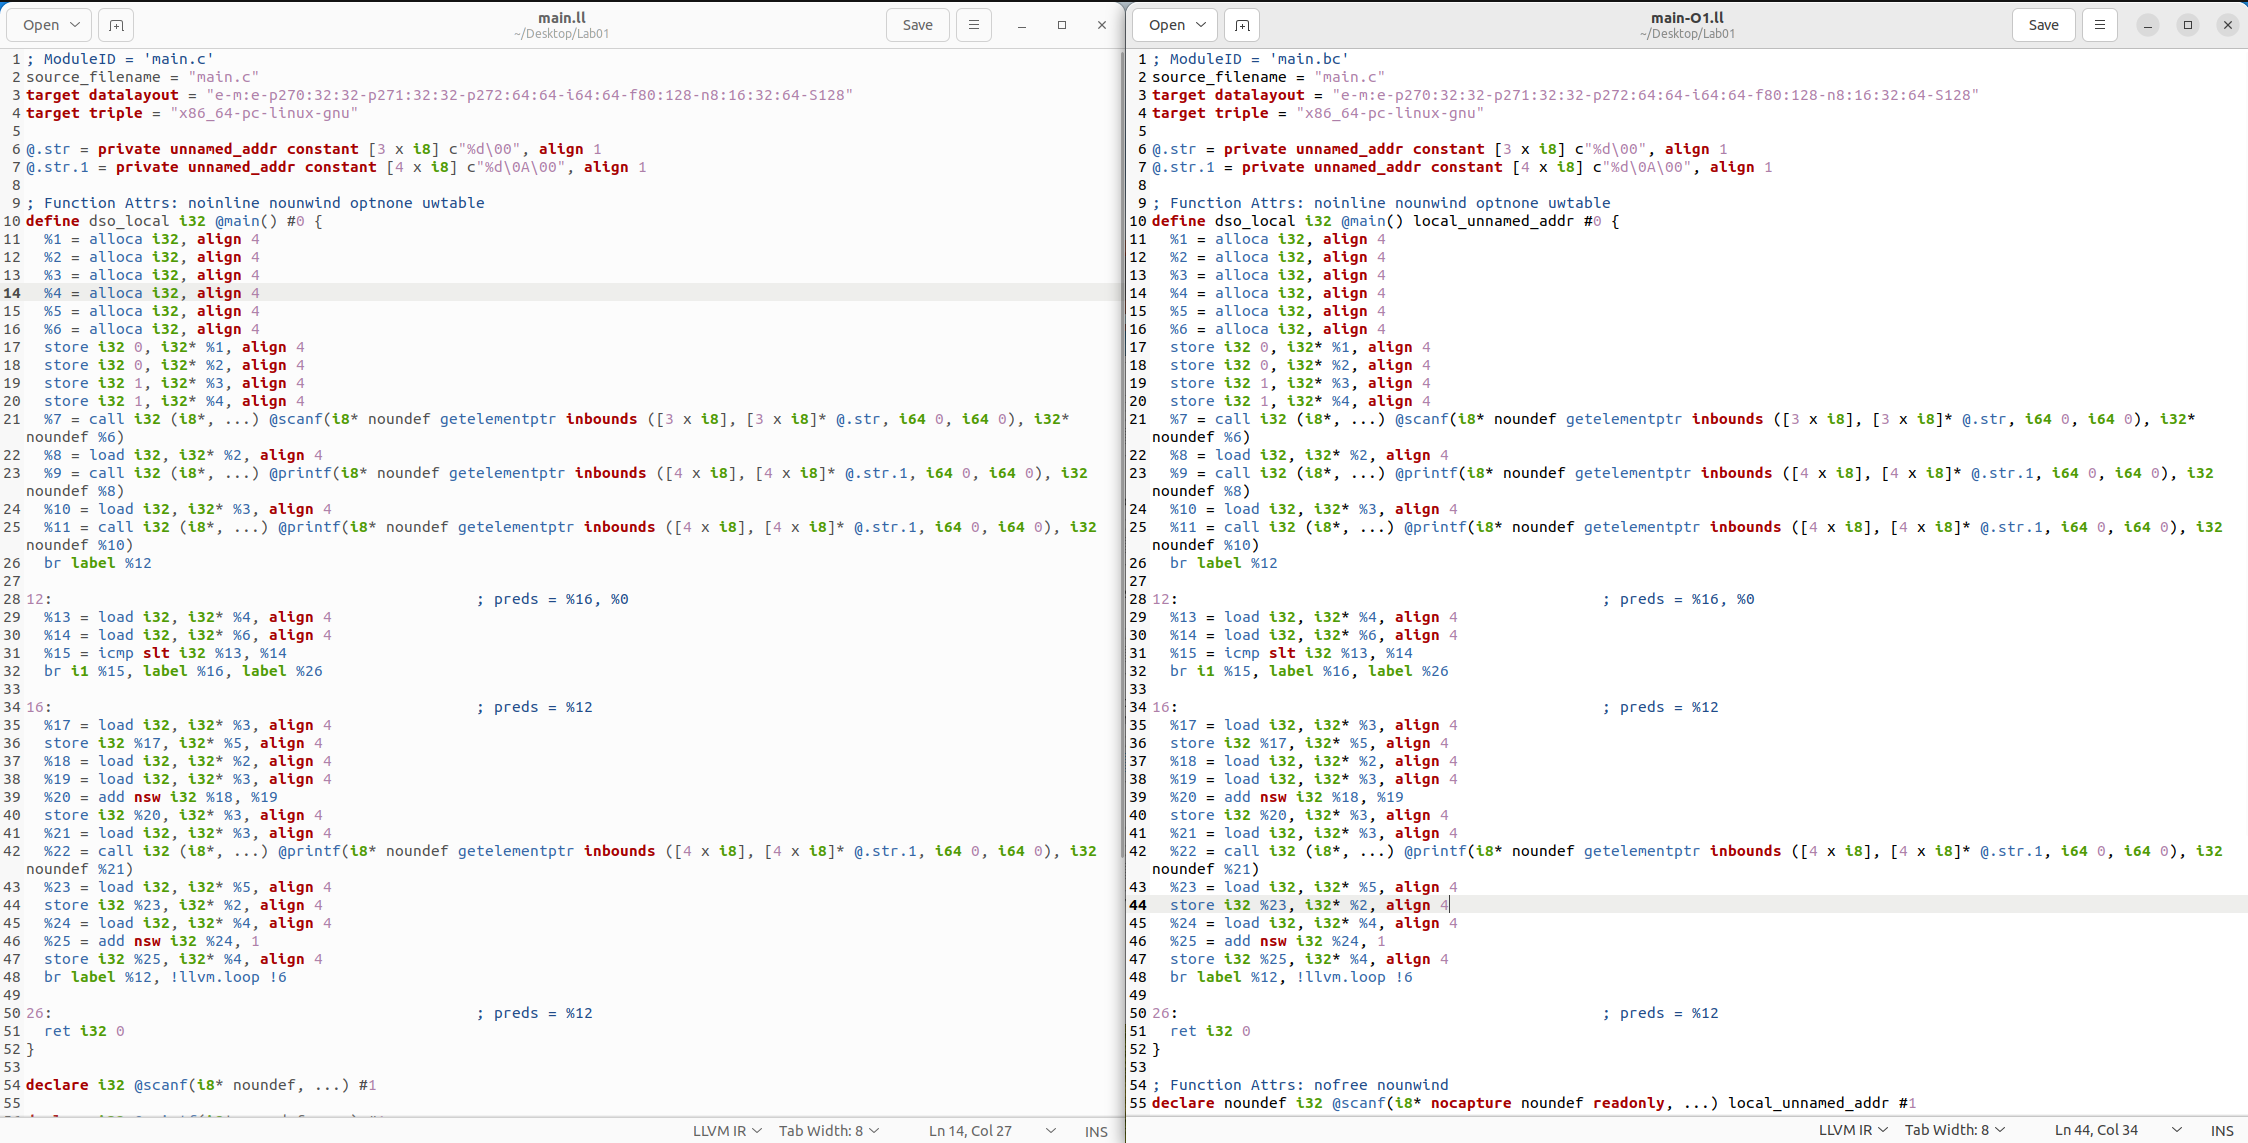 Open
main.ll
~/Desktop/Lab01
Save
1 ; ModuleID = 'main.c'
2 source_filename = "main.c"
3 target datalayout = "e-m:e-p270:32:32-p271:32:32-p272:64:64-i64:64-f80:128-n8:16:32:64-S128"
4 target triple = "x86_64-pc-linux-gnu"
5
6 @.str = private unnamed_addr constant [3 x i8] c"%d\00", align 1
7 @.str.1 = private unnamed_addr constant [4 x i8] c"%d\0A\00", align 1
8
9 ; Function Attrs: noinline nounwind optnone uwtable
10 define dso_local i32 @main() #0 {
11   %1 = alloca i32, align 4
12   %2 = alloca i32, align 4
13   %3 = alloca i32, align 4
14   %4 = alloca i32, align 4
15   %5 = alloca i32, align 4
16   %6 = alloca i32, align 4
17   store i32 0, i32* %1, align 4
18   store i32 0, i32* %2, align 4
19   store i32 1, i32* %3, align 4
20   store i32 1, i32* %4, align 4
21   %7 = call i32 (i8*, ...) @scanf(i8* noundef getelementptr inbounds ([3 x i8], [3 x i8]* @.str, i64 0, i64 0), i32*
noundef %6)
22   %8 = load i32, i32* %2, align 4
23   %9 = call i32 (i8*, ...) @printf(i8* noundef getelementptr inbounds ([4 x i8], [4 x i8]* @.str.1, i64 0, i64 0), i32
noundef %8)
24   %10 = load i32, i32* %3, align 4
25   %11 = call i32 (i8*, ...) @printf(i8* noundef getelementptr inbounds ([4 x i8], [4 x i8]* @.str.1, i64 0, i64 0), i32
noundef %10)
26   br label %12
27
28 12:                                               ; preds = %16, %0
29   %13 = load i32, i32* %4, align 4
30   %14 = load i32, i32* %6, align 4
31   %15 = icmp slt i32 %13, %14
32   br i1 %15, label %16, label %26
33
34 16:                                               ; preds = %12
35   %17 = load i32, i32* %3, align 4
36   store i32 %17, i32* %5, align 4
37   %18 = load i32, i32* %2, align 4
38   %19 = load i32, i32* %3, align 4
39   %20 = add nsw i32 %18, %19
40   store i32 %20, i32* %3, align 4
41   %21 = load i32, i32* %3, align 4
42   %22 = call i32 (i8*, ...) @printf(i8* noundef getelementptr inbounds ([4 x i8], [4 x i8]* @.str.1, i64 0, i64 0), i32
noundef %21)
43   %23 = load i32, i32* %5, align 4
44   store i32 %23, i32* %2, align 4
45   %24 = load i32, i32* %4, align 4
46   %25 = add nsw i32 %24, 1
47   store i32 %25, i32* %4, align 4
48   br label %12, !llvm.loop !6
49
50 26:                                               ; preds = %12
51   ret i32 0
52 }
53
54 declare i32 @scanf(i8* noundef, ...) #1
55
LLVM IR
Tab Width: 8
Ln 14, Col 27
INS
Open
main-O1.ll
~/Desktop/Lab01
Save
1 ; ModuleID = 'main.bc'
2 source_filename = "main.c"
3 target datalayout = "e-m:e-p270:32:32-p271:32:32-p272:64:64-i64:64-f80:128-n8:16:32:64-S128"
4 target triple = "x86_64-pc-linux-gnu"
5
6 @.str = private unnamed_addr constant [3 x i8] c"%d\00", align 1
7 @.str.1 = private unnamed_addr constant [4 x i8] c"%d\0A\00", align 1
8
9 ; Function Attrs: noinline nounwind optnone uwtable
10 define dso_local i32 @main() local_unnamed_addr #0 {
11   %1 = alloca i32, align 4
12   %2 = alloca i32, align 4
13   %3 = alloca i32, align 4
14   %4 = alloca i32, align 4
15   %5 = alloca i32, align 4
16   %6 = alloca i32, align 4
17   store i32 0, i32* %1, align 4
18   store i32 0, i32* %2, align 4
19   store i32 1, i32* %3, align 4
20   store i32 1, i32* %4, align 4
21   %7 = call i32 (i8*, ...) @scanf(i8* noundef getelementptr inbounds ([3 x i8], [3 x i8]* @.str, i64 0, i64 0), i32*
noundef %6)
22   %8 = load i32, i32* %2, align 4
23   %9 = call i32 (i8*, ...) @printf(i8* noundef getelementptr inbounds ([4 x i8], [4 x i8]* @.str.1, i64 0, i64 0), i32
noundef %8)
24   %10 = load i32, i32* %3, align 4
25   %11 = call i32 (i8*, ...) @printf(i8* noundef getelementptr inbounds ([4 x i8], [4 x i8]* @.str.1, i64 0, i64 0), i32
noundef %10)
26   br label %12
27
28 12:                                               ; preds = %16, %0
29   %13 = load i32, i32* %4, align 4
30   %14 = load i32, i32* %6, align 4
31   %15 = icmp slt i32 %13, %14
32   br i1 %15, label %16, label %26
33
34 16:                                               ; preds = %12
35   %17 = load i32, i32* %3, align 4
36   store i32 %17, i32* %5, align 4
37   %18 = load i32, i32* %2, align 4
38   %19 = load i32, i32* %3, align 4
39   %20 = add nsw i32 %18, %19
40   store i32 %20, i32* %3, align 4
41   %21 = load i32, i32* %3, align 4
42   %22 = call i32 (i8*, ...) @printf(i8* noundef getelementptr inbounds ([4 x i8], [4 x i8]* @.str.1, i64 0, i64 0), i32
noundef %21)
43   %23 = load i32, i32* %5, align 4
44   store i32 %23, i32* %2, align 4
45   %24 = load i32, i32* %4, align 4
46   %25 = add nsw i32 %24, 1
47   store i32 %25, i32* %4, align 4
48   br label %12, !llvm.loop !6
49
50 26:                                               ; preds = %12
51   ret i32 0
52 }
53
54 ; Function Attrs: nofree nounwind
55 declare noundef i32 @scanf(i8* nocapture noundef readonly, ...) local_unnamed_addr #1
LLVM IR
Tab Width: 8
Ln 44, Col 34
INS